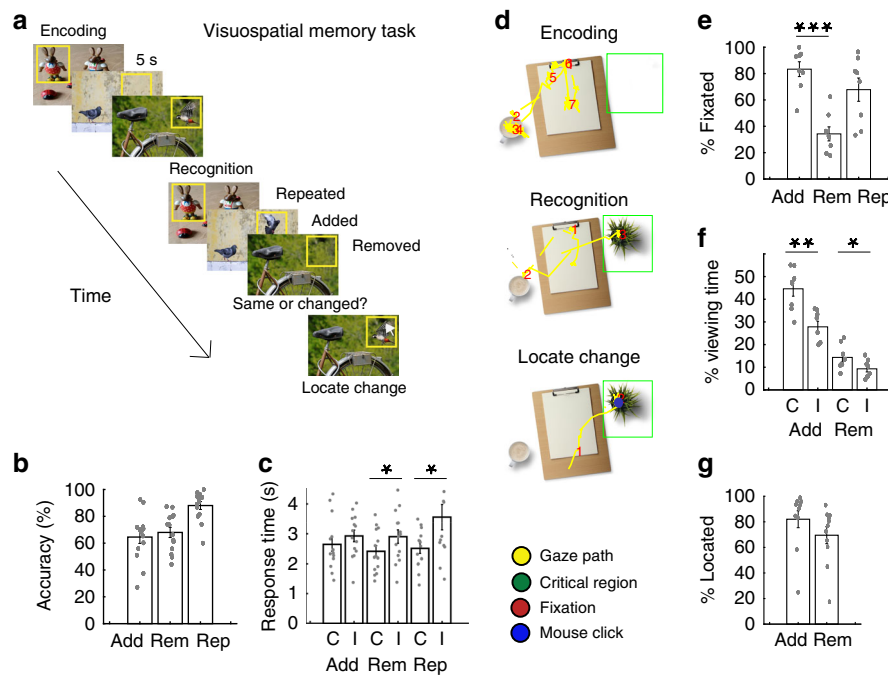 a
Encoding
Visuospatial memory task
5 s
Recognition
Repeated
Added
Removed
Same or changed?
Time
Locate change
b
Accuracy (%)
100
80
60
40
20
0
Add Rem Rep
c
Response time (s)
5
4
3
2
1
0
C I C I C I
Add Rem Rep
d
Encoding
6
5
2
7
3 4
Recognition
1
2
Locate change
1
Gaze path
Critical region
Fixation
Mouse click
e
***
% Fixated
100
80
60
40
20
0
Add Rem Rep
f
** *
% viewing time
50
40
30
20
10
0
C I C I
Add Rem
g
% Located
100
80
60
40
20
0
Add Rem